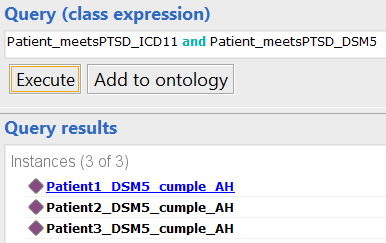 Query (class expression)
Patient_meetsPTSD_ICD11 and Patient_meetsPTSD_DSM5
Execute Add to ontology
Query results
Instances (3 of 3)
Patient1_DSM5_cumple_AH
Patient2_DSM5_cumple_AH
Patient3_DSM5_cumple_AH